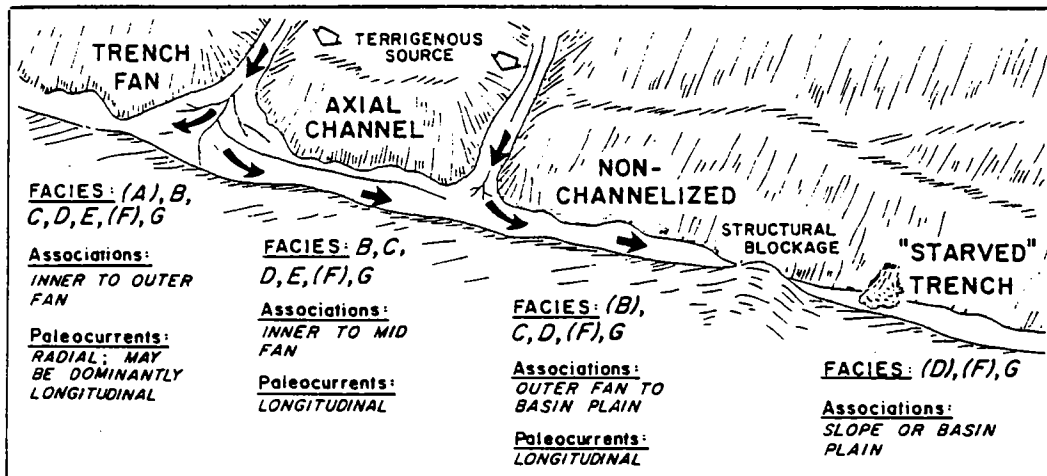 TRENCH
FAN
TERRIGENOUS
SOURCE
AXIAL
CHANNEL
NON-
CHANNELIZED
STRUCTURAL
BLOCKAGE
"STARVED"
TRENCH
FACIES: (A), B,
C, D, E, (F), G
Associations:
INNER TO OUTER
FAN
Paleocurrents:
RADIAL; MAY
BE DOMINANTLY
LONGITUDINAL
FACIES: B, C,
D, E, (F), G
Associations:
INNER TO MID
FAN
Paleocurrents:
LONGITUDINAL
FACIES: (B),
C, D, (F), G
Associations:
OUTER FAN TO
BASIN PLAIN
Paleocurrents:
LONGITUDINAL
FACIES: (D), (F), G
Associations:
SLOPE OR BASIN
PLAIN